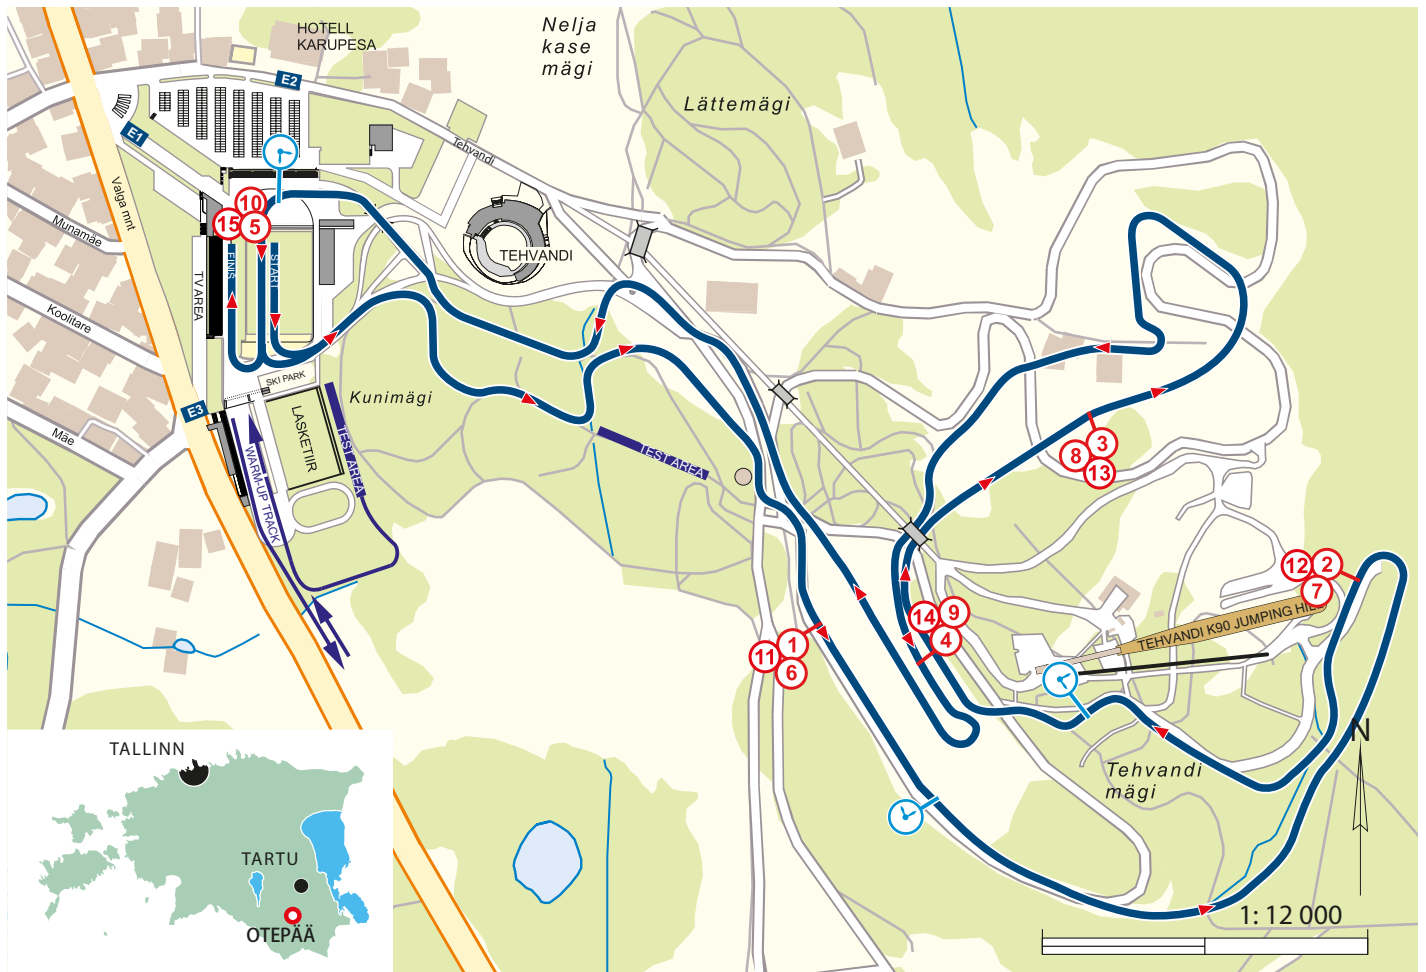 HOTELL
KARUPESA
Nelja
kase
mägi
E2
Lättemägi
E1
Tehvandi
Valga mnt
10
15
5
Munamäe
TEHVANDI
FINIS
START
TV AREA
Koolitare
SKI PARK
Kunimägi
E3
Mäe
LASKETIIR
TEST AREA
TEST AREA
WARM-UP TRACK
3
8
13
12
2
7
TEHVANDI K90 JUMPING HILL
14
9
4
1
11
6
N
Tehvandi
mägi
TALLINN
TARTU
OTEPÄÄ
1: 12 000